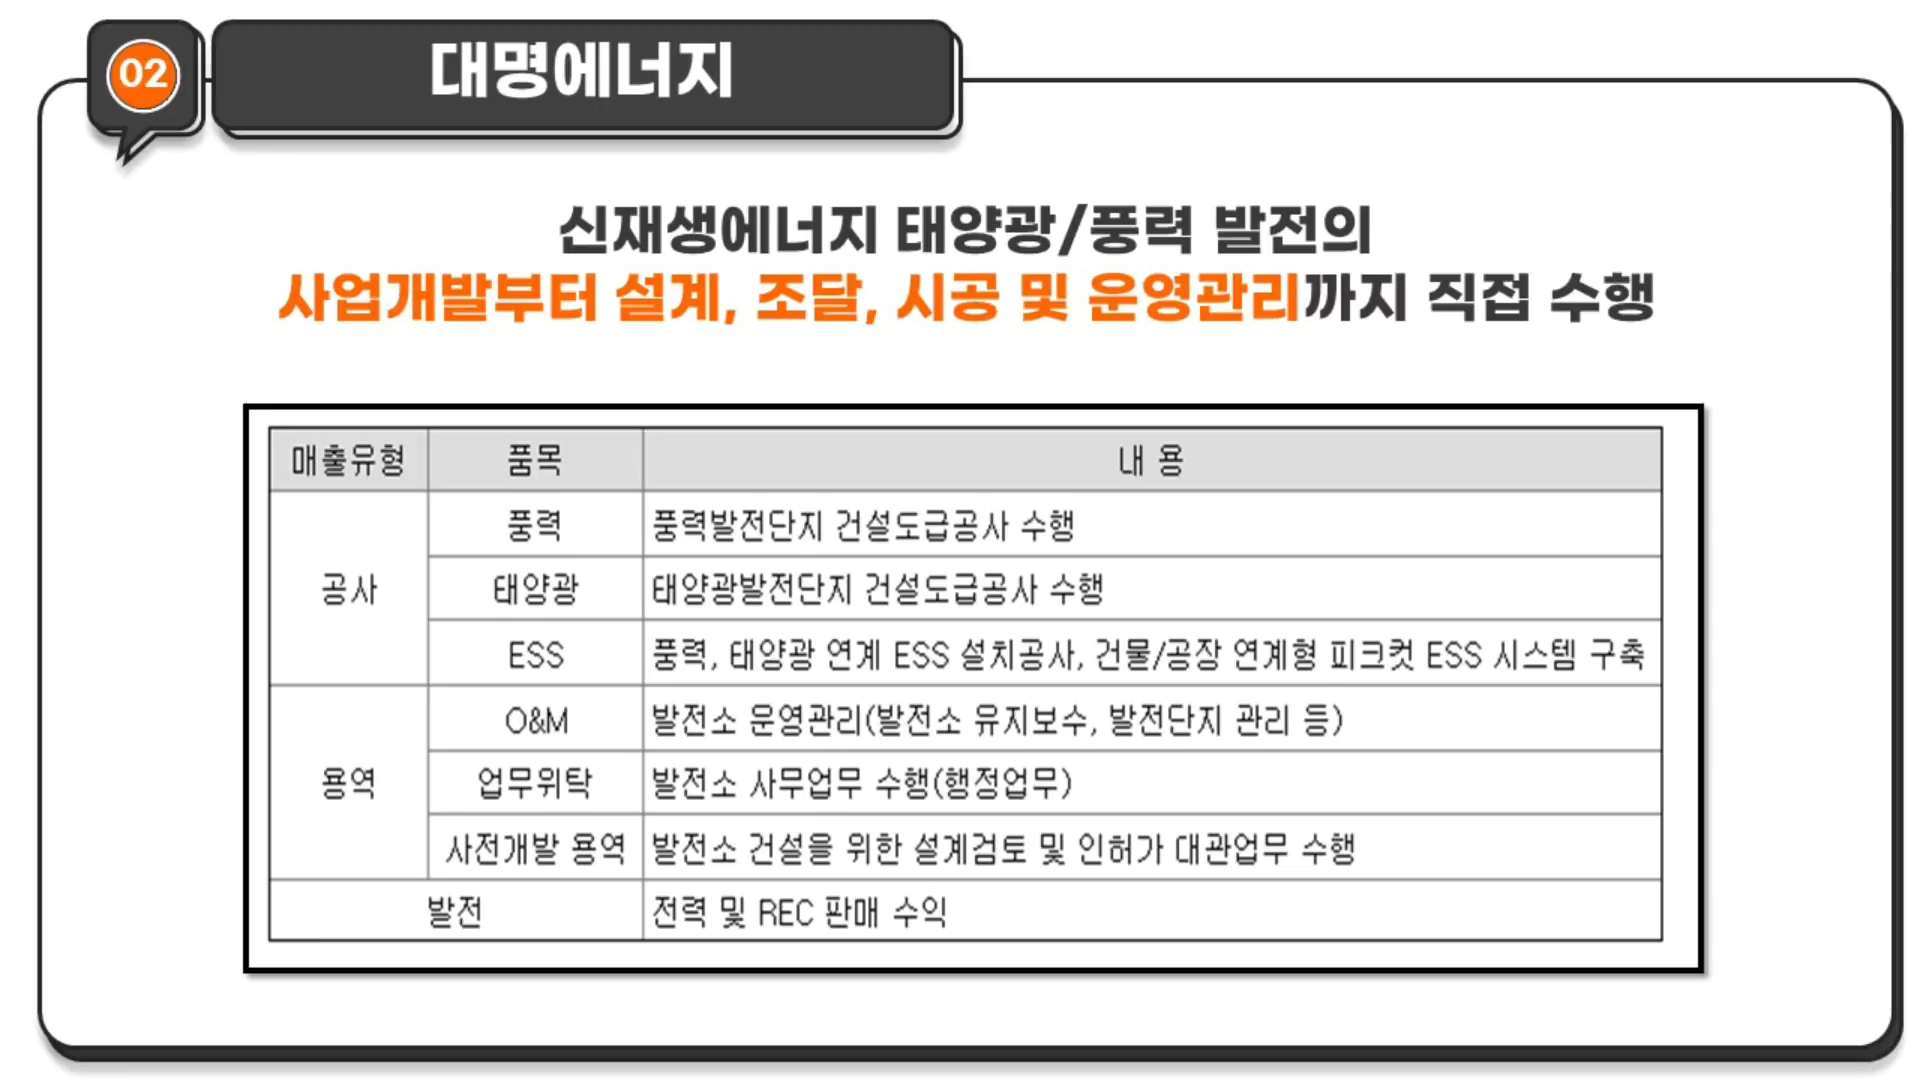 02
대명에너지
신재생에너지 태양광/풍력 발전의
사업개발부터 설계, 조달, 시공 및 운영관리까지 직접 수행
매출유형 품목 내 용
공사
풍력 풍력발전단지 건설도급공사 수행
태양광 태양광발전단지 건설도급공사 수행
ESS 풍력, 태양광 연계 ESS 설치공사, 건물/공장 연계형 피크컷 ESS 시스템 구축
용역
O&M 발전소 운영관리(발전소 유지보수, 발전단지 관리 등)
업무위탁 발전소 사무업무 수행(행정업무)
사전개발 용역 발전소 건설을 위한 설계검토 및 인허가 대관업무 수행
발전 전력 및 REC 판매 수익